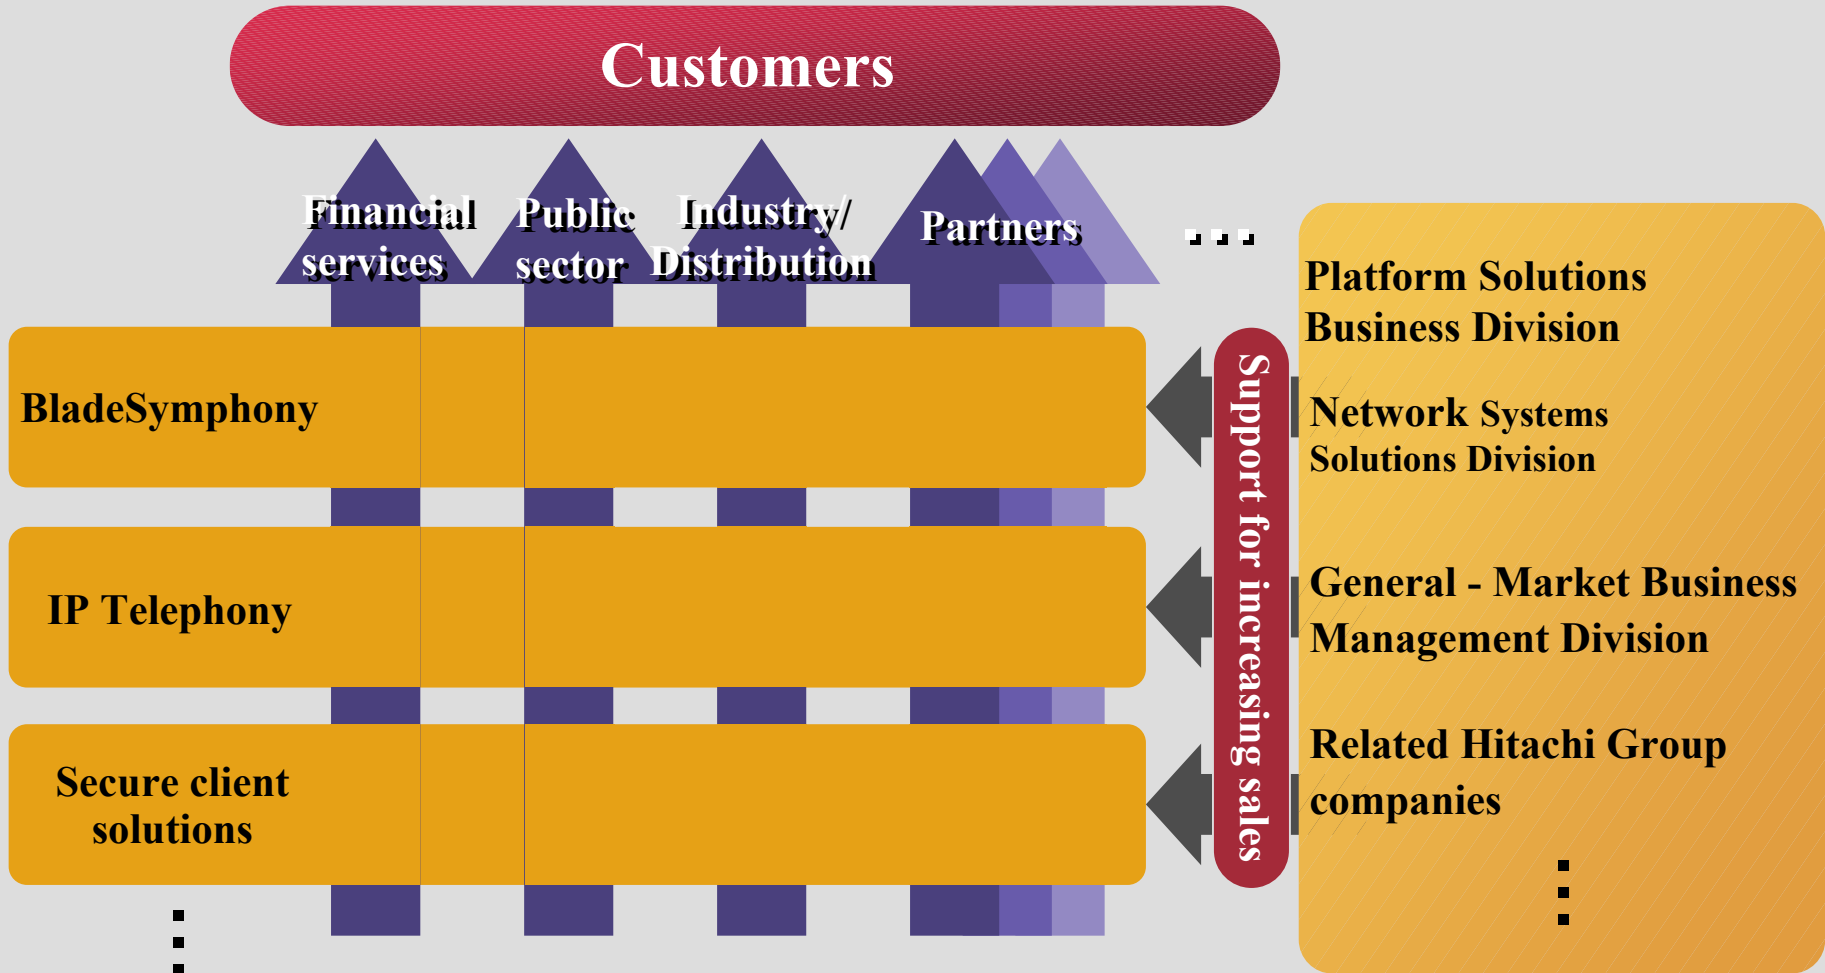 Customers
Financial
services
Public
sector
Industry/
Distribution
Partners
...
Platform Solutions
Business Division
BladeSymphony
Network Systems
Solutions Division
IP Telephony
Support for increasing sales
General - Market Business
Management Division
Secure client
solutions
Related Hitachi Group
companies